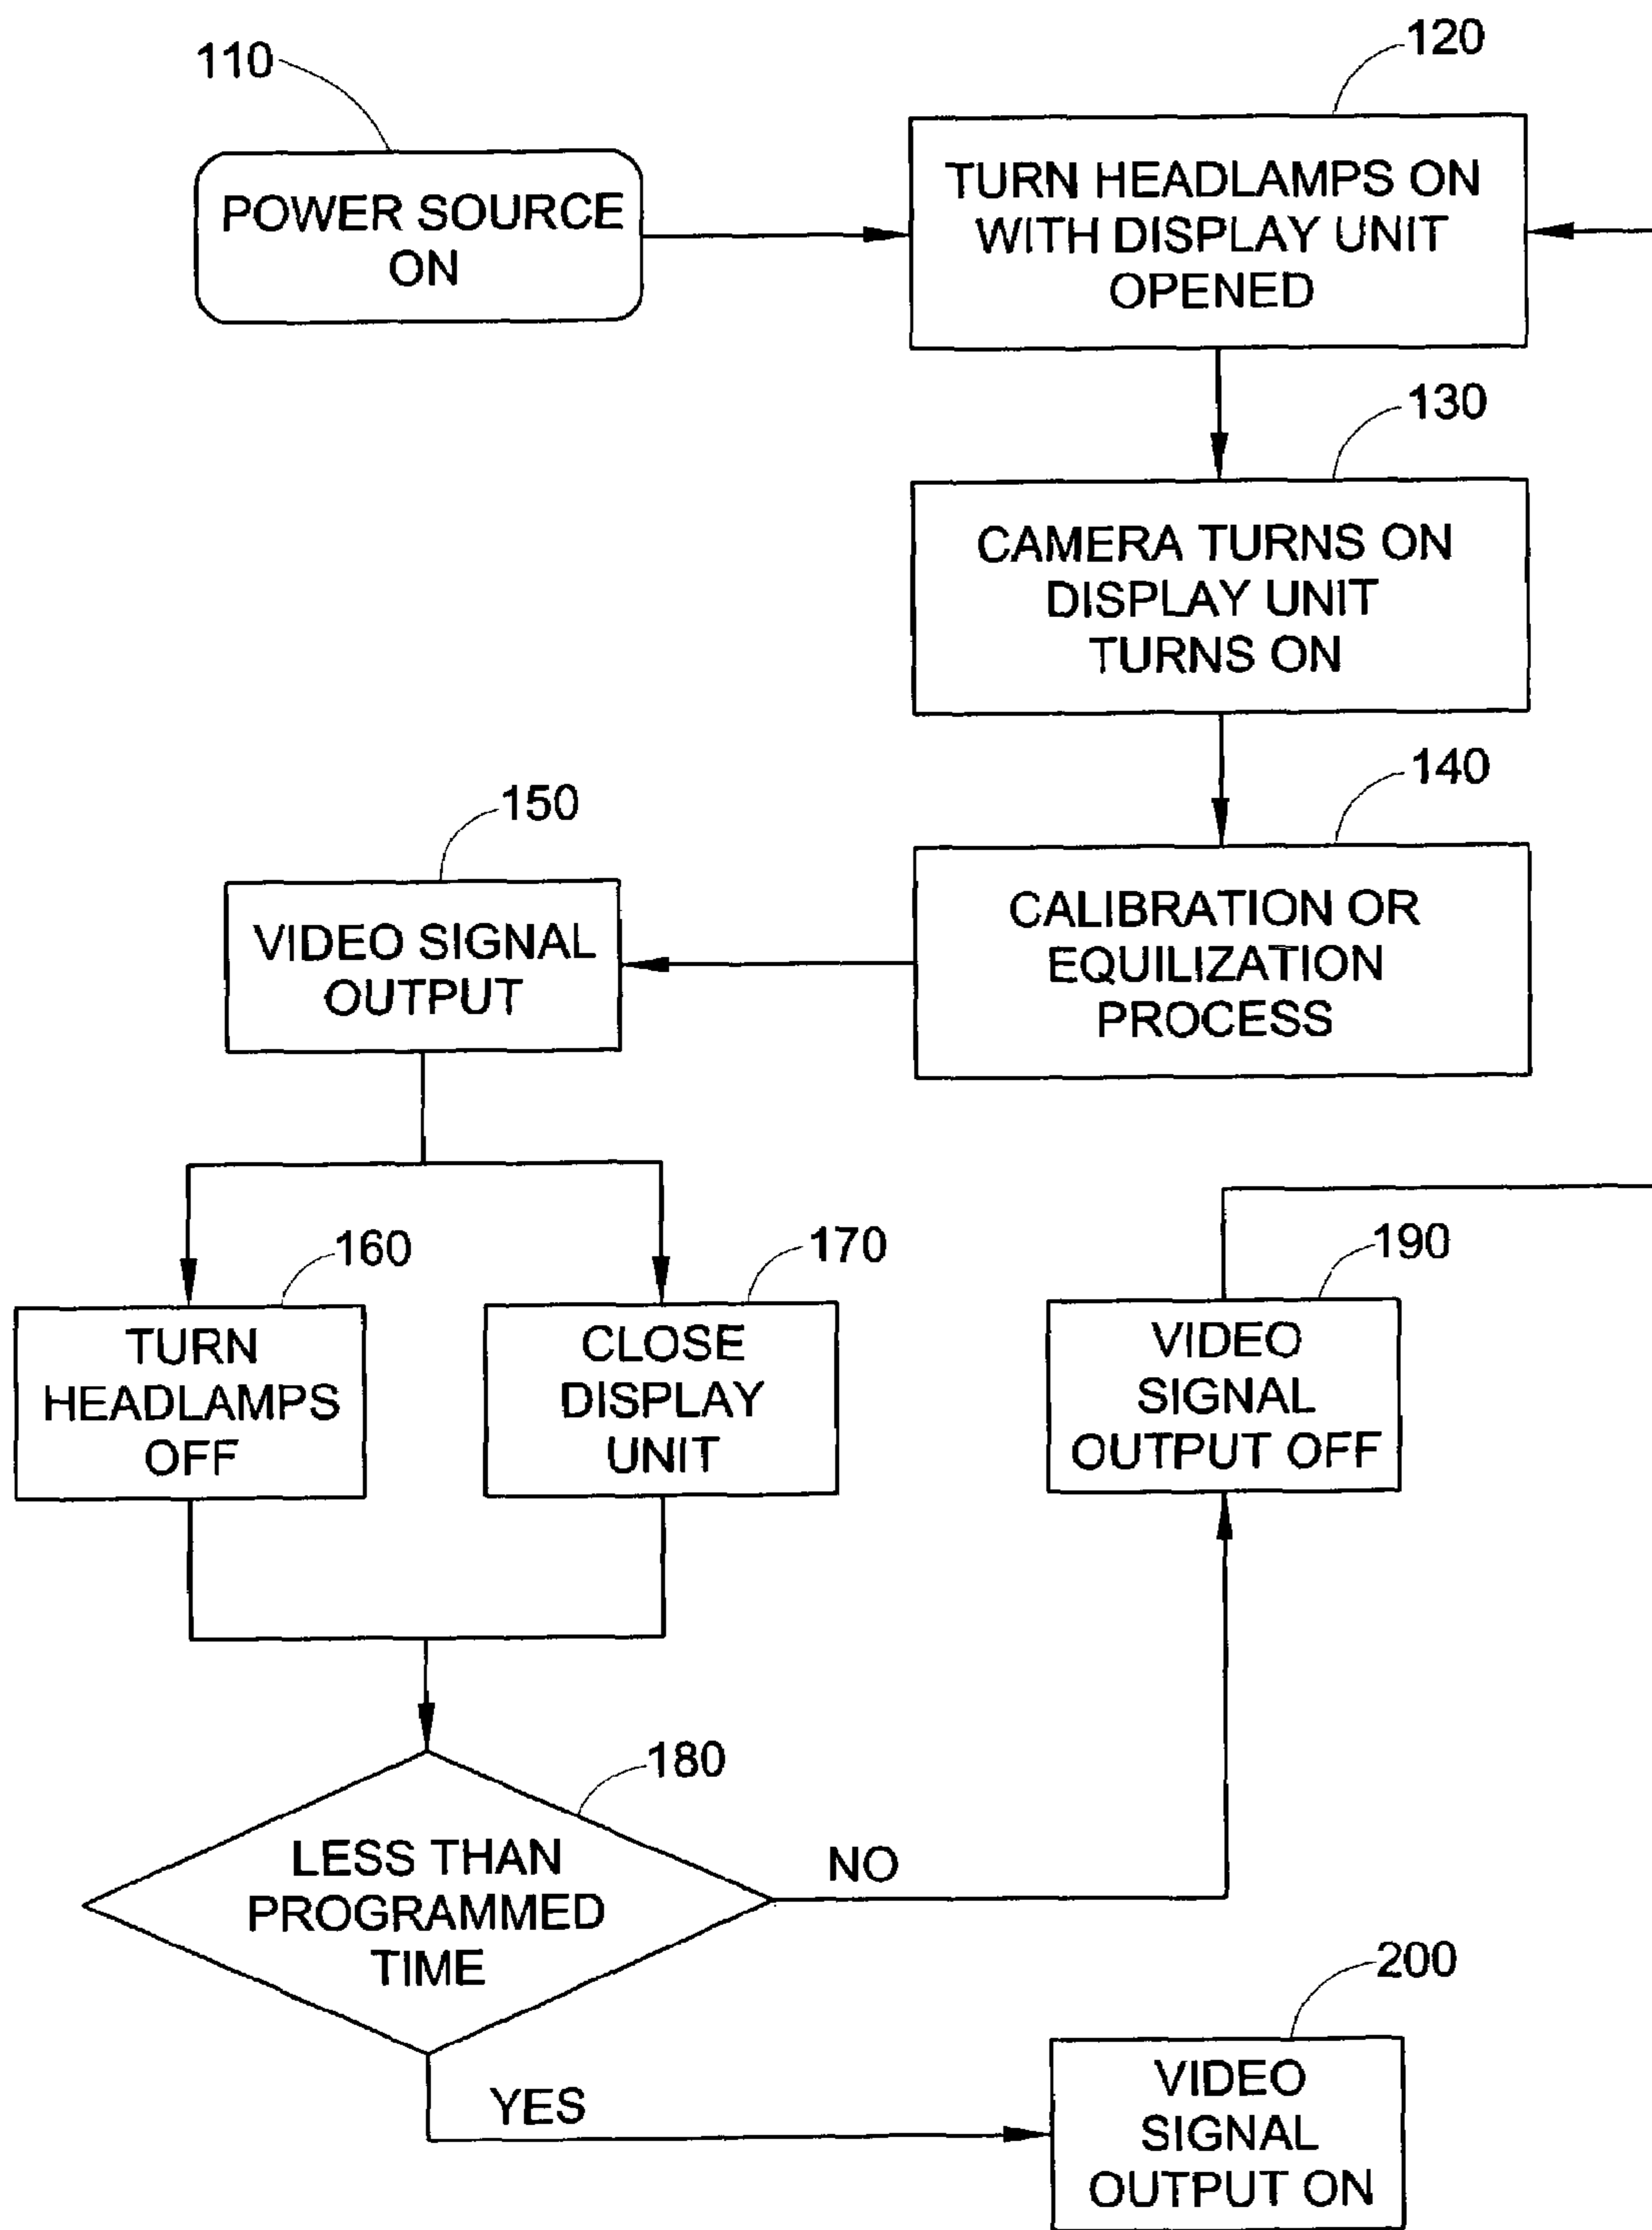 110
POWER SOURCE
ON
120
TURN HEADLAMPS ON
WITH DISPLAY UNIT
OPENED
130
CAMERA TURNS ON
DISPLAY UNIT
TURNS ON
140
CALIBRATION OR
EQUILIZATION
PROCESS
150
VIDEO SIGNAL
OUTPUT
160
TURN
HEADLAMPS
OFF
170
CLOSE
DISPLAY
UNIT
180
LESS THAN
PROGRAMMED
TIME
NO
190
VIDEO
SIGNAL
OUTPUT OFF
YES
200
VIDEO
SIGNAL
OUTPUT ON